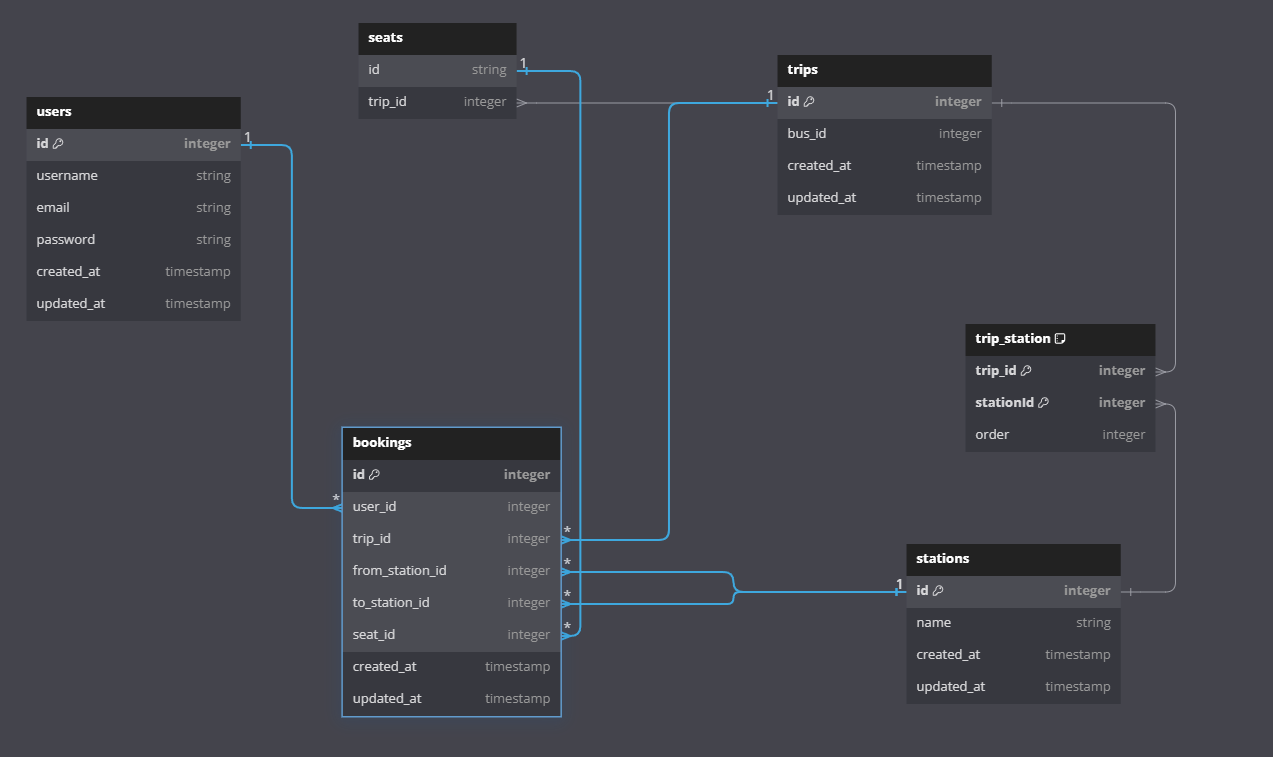 seats
id string
trip_id integer
1
users
id integer
username string
email string
password string
created_at timestamp
updated_at timestamp
1
trips
id integer
bus_id integer
created_at timestamp
updated_at timestamp
1
trip_station
trip_id integer
stationId integer
order integer
bookings
id integer
user_id integer
trip_id integer
from_station_id integer
to_station_id integer
seat_id integer
created_at timestamp
updated_at timestamp
*
*
*
*
*
stations
id integer
name string
created_at timestamp
updated_at timestamp
1